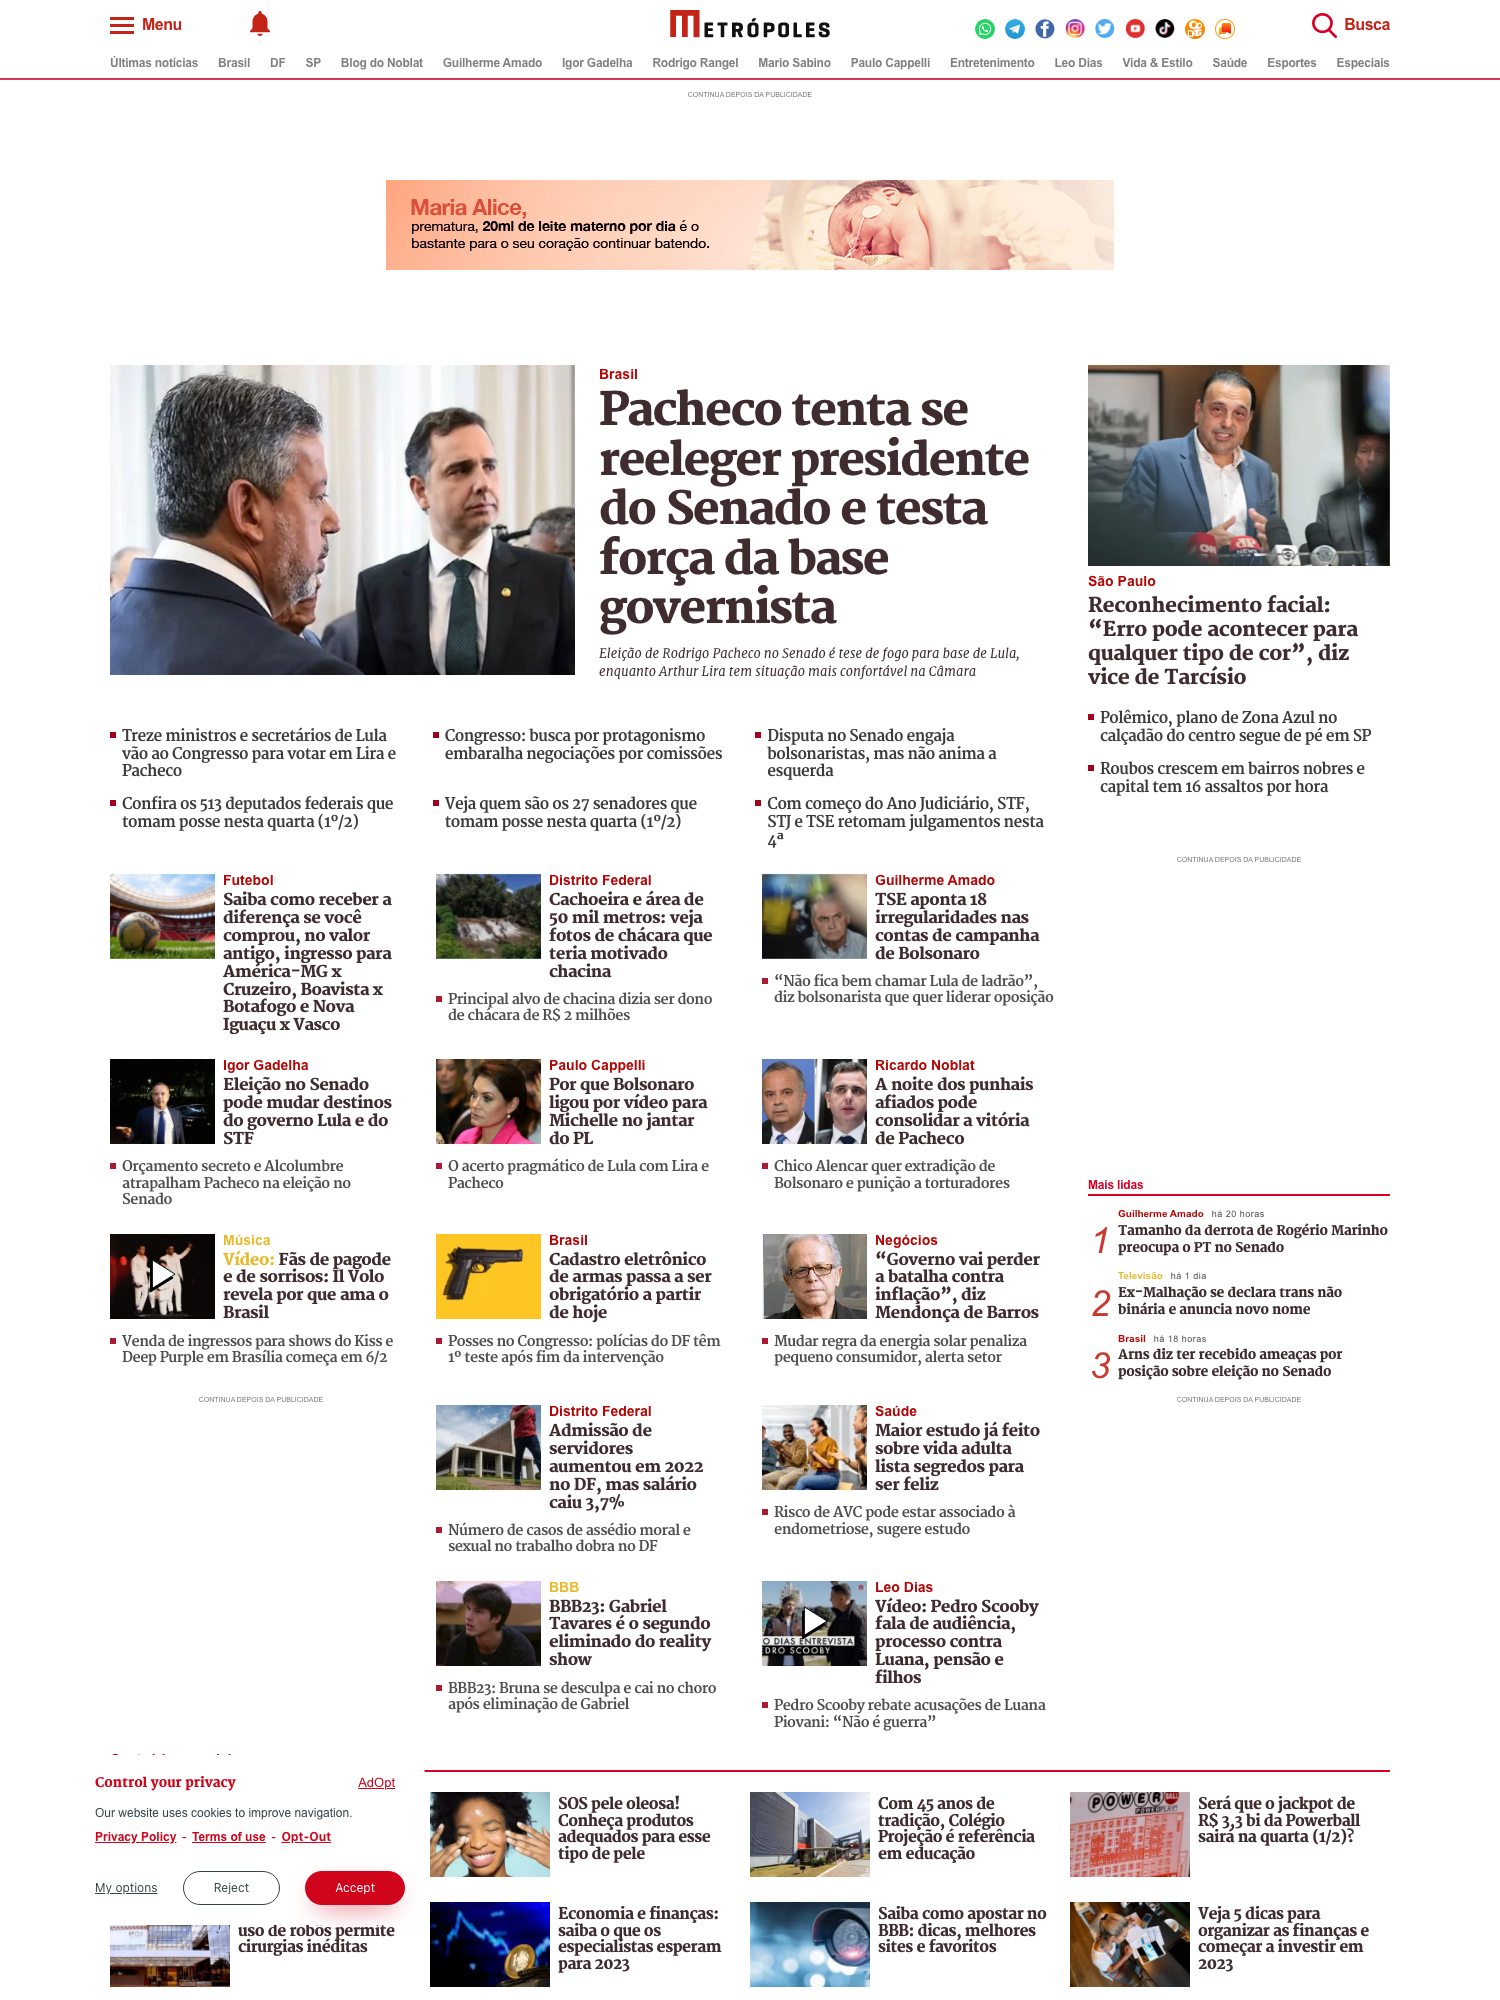 Menu
METRÓPOLES
Busca
Últimas notícias Brasil DF SP Blog do Noblat Guilherme Amado Igor Gadelha Rodrigo Rangel Mario Sabino Paulo Cappelli Entretenimento Leo Dias Vida & Estilo Saúde Esportes Especiais
CONTINUA DEPOIS DA PUBLICIDADE
Maria Alice,
prematura, 20ml de leite materno por dia é o
bastante para o seu coração continuar batendo.
Brasil
Pacheco tenta se
reeleger presidente
do Senado e testa
força da base
governista
Eleição de Rodrigo Pacheco no Senado é tese de fogo para base de Lula,
enquanto Arthur Lira tem situação mais confortável na Câmara
São Paulo
Reconhecimento facial:
“Erro pode acontecer para
qualquer tipo de cor”, diz
vice de Tarcísio
Polêmico, plano de Zona Azul no
calçadão do centro segue de pé em SP
Roubos crescem em bairros nobres e
capital tem 16 assaltos por hora
Treze ministros e secretários de Lula
vão ao Congresso para votar em Lira e
Pacheco
Congresso: busca por protagonismo
embaralha negociações por comissões
Disputa no Senado engaja
bolsonaristas, mas não anima a
esquerda
Confira os 513 deputados federais que
tomam posse nesta quarta (1º/2)
Veja quem são os 27 senadores que
tomam posse nesta quarta (1º/2)
Com começo do Ano Judiciário, STF,
STJ e TSE retomam julgamentos nesta
4ª
CONTINUA DEPOIS DA PUBLICIDADE
Futebol
Saiba como receber a
diferença se você
comprou, no valor
antigo, ingresso para
América-MG x
Cruzeiro, Boavista x
Botafogo e Nova
Iguaçu x Vasco
Distrito Federal
Cachoeira e área de
50 mil metros: veja
fotos de chácara que
teria motivado
chacina
Principal alvo de chacina dizia ser dono
de chácara de R$ 2 milhões
Guilherme Amado
TSE aponta 18
irregularidades nas
contas de campanha
de Bolsonaro
“Não fica bem chamar Lula de ladrão”,
diz bolsonarista que quer liderar oposição
Igor Gadelha
Eleição no Senado
pode mudar destinos
do governo Lula e do
STF
Orçamento secreto e Alcolumbre
atrapalham Pacheco na eleição no
Senado
Paulo Cappelli
Por que Bolsonaro
ligou por vídeo para
Michelle no jantar
do PL
O acerto pragmático de Lula com Lira e
Pacheco
Ricardo Noblat
A noite dos punhais
afiados pode
consolidar a vitória
de Pacheco
Chico Alencar quer extradição de
Bolsonaro e punição a torturadores
Mais lidas
1
Guilherme Amado há 20 horas
Tamanho da derrota de Rogério Marinho
preocupa o PT no Senado
2
Televisão há 1 dia
Ex-Malhação se declara trans não
binária e anuncia novo nome
3
Brasil há 18 horas
Arns diz ter recebido ameaças por
posição sobre eleição no Senado
CONTINUA DEPOIS DA PUBLICIDADE
Música
Vídeo: Fãs de pagode
e de sorrisos: Il Volo
revela por que ama o
Brasil
Venda de ingressos para shows do Kiss e
Deep Purple em Brasília começa em 6/2
Brasil
Cadastro eletrônico
de armas passa a ser
obrigatório a partir
de hoje
Posses no Congresso: polícias do DF têm
1º teste após fim da intervenção
Negócios
“Governo vai perder
a batalha contra
inflação”, diz
Mendonça de Barros
Mudar regra da energia solar penaliza
pequeno consumidor, alerta setor
CONTINUA DEPOIS DA PUBLICIDADE
Distrito Federal
Admissão de
servidores
aumentou em 2022
no DF, mas salário
caiu 3,7%
Número de casos de assédio moral e
sexual no trabalho dobra no DF
Saúde
Maior estudo já feito
sobre vida adulta
lista segredos para
ser feliz
Risco de AVC pode estar associado à
endometriose, sugere estudo
BBB
BBB23: Gabriel
Tavares é o segundo
eliminado do reality
show
BBB23: Bruna se desculpa e cai no choro
após eliminação de Gabriel
O DIAS ENTREVISTA
PEDRO SCOOBY
Leo Dias
Vídeo: Pedro Scooby
fala de audiência,
processo contra
Luana, pensão e
filhos
Pedro Scooby rebate acusações de Luana
Piovani: “Não é guerra”
Control your privacy
AdOpt
Our website uses cookies to improve navigation.
Privacy Policy - Terms of use - Opt-Out
My options
Reject
Accept
SOS pele oleosa!
Conheça produtos
adequados para esse
tipo de pele
Com 45 anos de
tradição, Colégio
Projeção é referência
em educação
POWERBALL
POWERPLAY
Será que o jackpot de
R$ 3,3 bi da Powerball
sairá na quarta (1/2)?
uso de robôs permite
cirurgias inéditas
Economia e finanças:
saiba o que os
especialistas esperam
para 2023
Saiba como apostar no
BBB: dicas, melhores
sites e favoritos
Veja 5 dicas para
organizar as finanças e
começar a investir em
2023